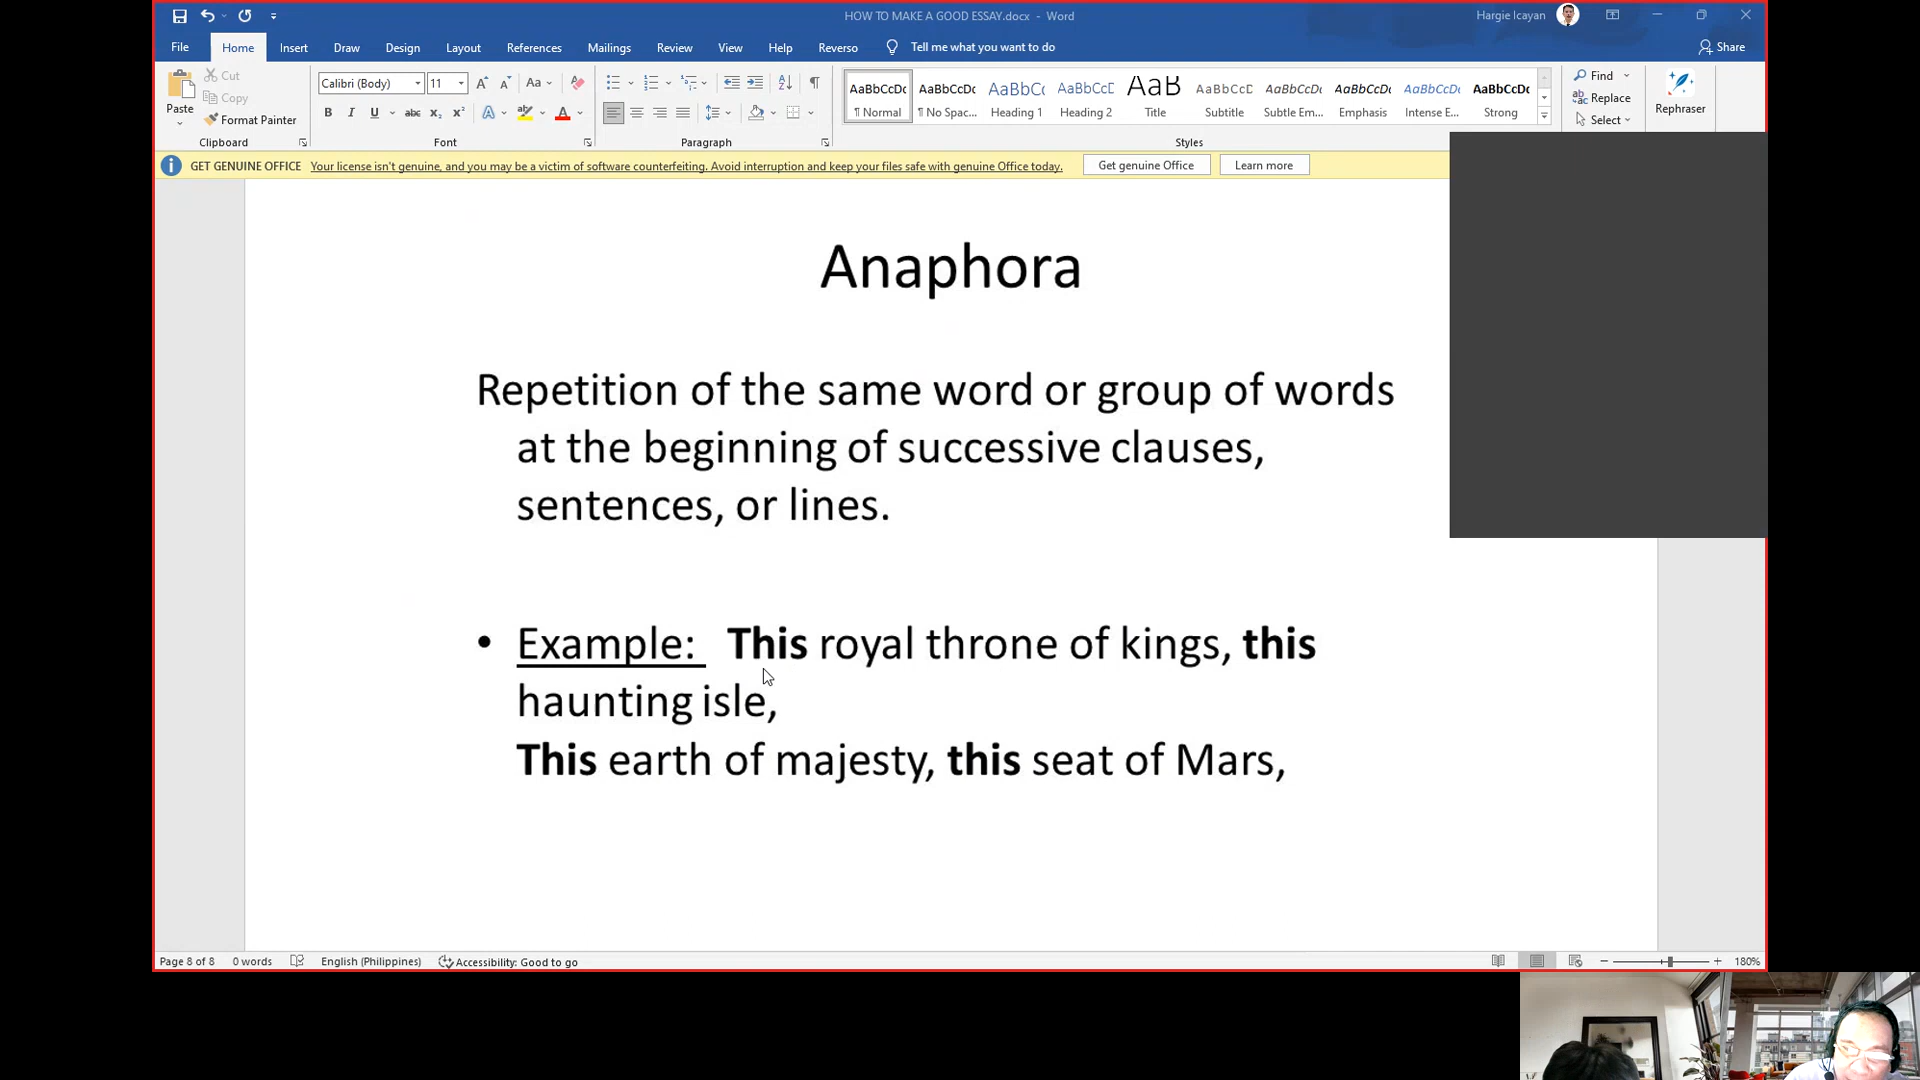 HOW TO MAKE A GOOD ESSAY.docx - Word
Hargie Icayan
File Home Insert Draw Design Layout References Mailings Review View Help Reverso Tell me what you want to do Share
Paste
Cut
Copy
Format Painter
Clipboard
Calibri (Body) 11
Font
Paragraph
AaBbCcDc AaBbCcDc AaBbC( AaBbCcD AaB AaBbCcD AaBbCcDc AaBbCcDc AaBbCcDc AaBbCcDc
¶ Normal ¶ No Spac... Heading 1 Heading 2 Title Subtitle Subtle Em... Emphasis Intense E... Strong
Styles
Find
Replace
Select
Rephraser
GET GENUINE OFFICE Your license isn't genuine, and you may be a victim of software counterfeiting. Avoid interruption and keep your files safe with genuine Office today. Get genuine Office Learn more
Anaphora
Repetition of the same word or group of words
at the beginning of successive clauses,
sentences, or lines.
• Example: This royal throne of kings, this
haunting isle,
This earth of majesty, this seat of Mars,
Page 8 of 8 0 words English (Philippines) Accessibility: Good to go 180%